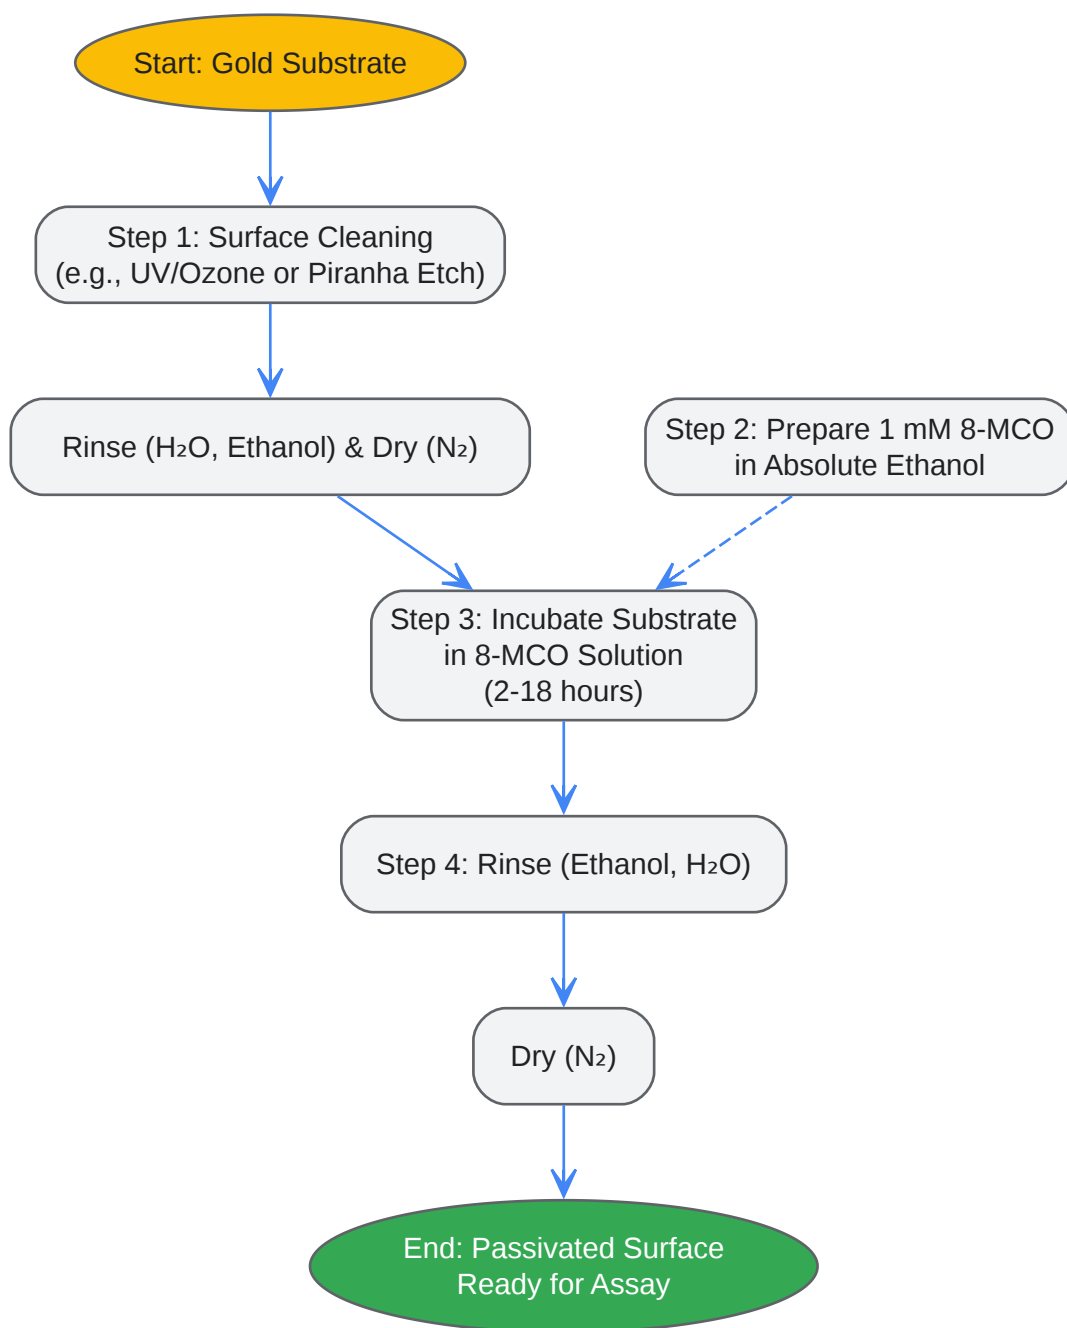 Start: Gold Substrate
Step 1: Surface Cleaning
(e.g., UV/Ozone or Piranha Etch)
Rinse (H₂O, Ethanol) & Dry (N₂)
Step 2: Prepare 1 mM 8-MCO
in Absolute Ethanol
Step 3: Incubate Substrate
in 8-MCO Solution
(2-18 hours)
Step 4: Rinse (Ethanol, H₂O)
Dry (N₂)
End: Passivated Surface
Ready for Assay